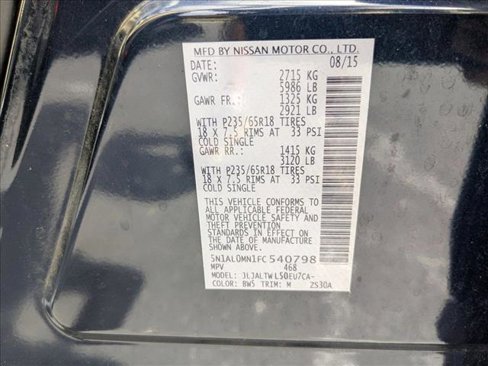 MFD BY NISSAN MOTOR CO., LTD.
DATE: 08/15
GVWR: 2715 KG
5986 LB
GAWR FR.: 1325 KG
2921 LB
WITH P235/65R18 TIRES
18 X 7.5 RIMS AT 33 PSI
COLD SINGLE
GAWR RR.: 1415 KG
3120 LB
WITH P235/65R18 TIRES
18 X 7.5 RIMS AT 33 PSI
COLD SINGLE
THIS VEHICLE CONFORMS TO
ALL APPLICABLE FEDERAL
MOTOR VEHICLE SAFETY AND
THEFT PREVENTION
STANDARDS IN EFFECT ON
THE DATE OF MANUFACTURE
SHOWN ABOVE.
5N1AL0MN1FC540798
MPV 468
MODEL: JLJALTWL50EU7CA-
COLOR: BW5 TRIM: M ZS30A